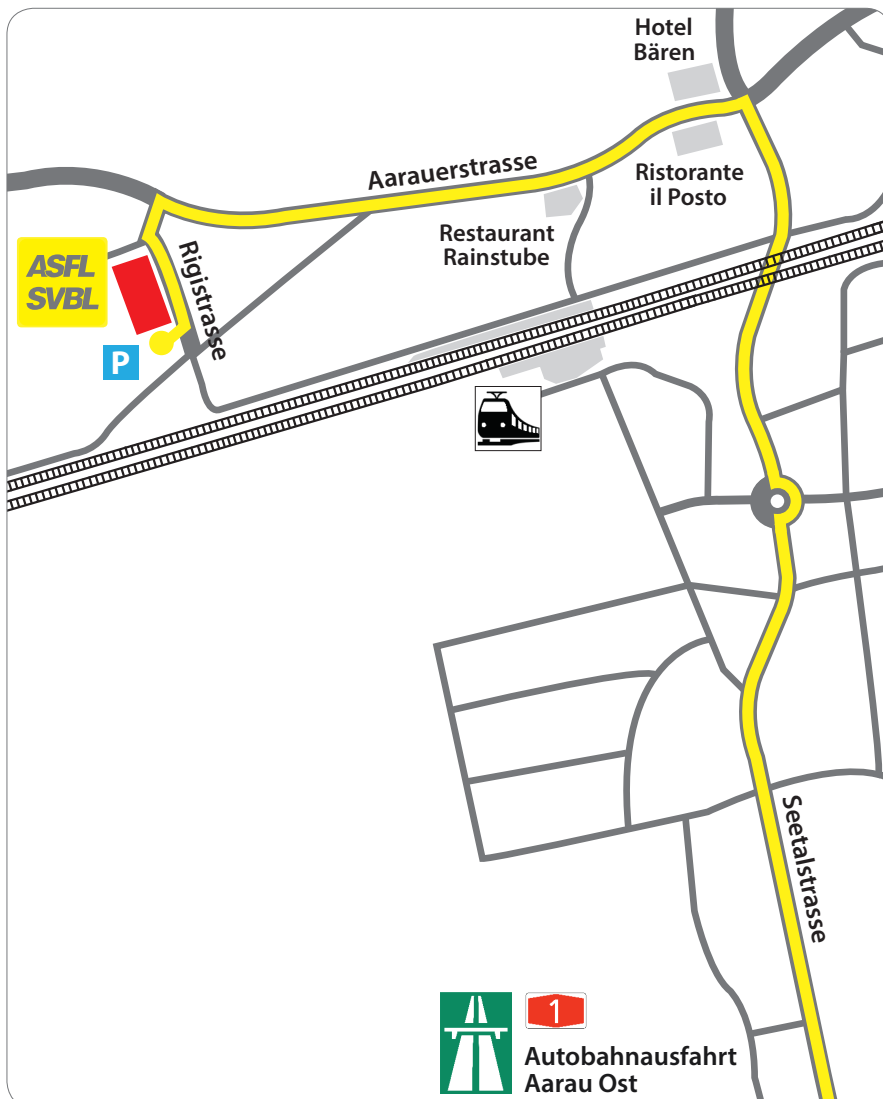 Hotel
Bären
Aarauerstrasse
Ristorante
il Posto
Restaurant
Rainstube
ASFL
SVBL
Rigistrasse
P
Seetalstrasse
1
Autobahnausfahrt
Aarau Ost